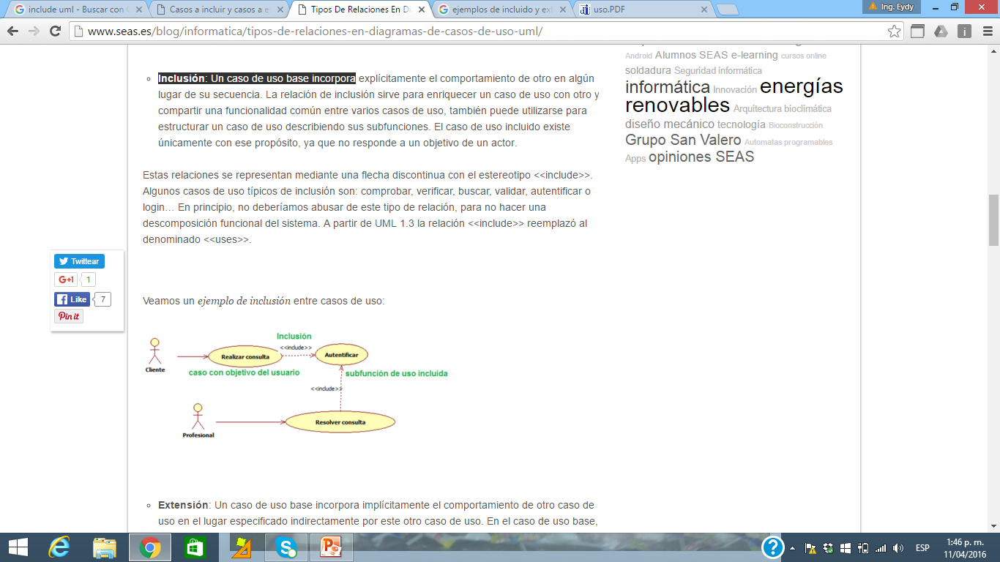 include uml - Buscar con
Casos a incluir y casos a e
Tipos De Relaciones En Di
ejemplos de incluido y ext
uso.PDF
Ing. Eydy
www.seas.es/blog/informatica/tipos-de-relaciones-en-diagramas-de-casos-de-uso-uml/
Inclusión: Un caso de uso base incorpora explícitamente el comportamiento de otro en algún
lugar de su secuencia. La relación de inclusión sirve para enriquecer un caso de uso con otro y
compartir una funcionalidad común entre varios casos de uso, también puede utilizarse para
estructurar un caso de uso describiendo sus subfunciones. El caso de uso incluido existe
únicamente con ese propósito, ya que no responde a un objetivo de un actor.
Estas relaciones se representan mediante una flecha discontinua con el estereotipo <<include>>.
Algunos casos de uso típicos de inclusión son: comprobar, verificar, buscar, validar, autentificar o
login… En principio, no deberíamos abusar de este tipo de relación, para no hacer una
descomposición funcional del sistema. A partir de UML 1.3 la relación <<include>> reemplazó al
denominado <<uses>>.
Android Alumnos SEAS e-learning cursos online
soldadura Seguridad informática
informática Innovación energías
renovables Arquitectura bioclimática
diseño mecánico tecnología Bioconstrucción
Grupo San Valero Automatas programables
Apps opiniones SEAS
Twittear
G+1 1
Like 7
Pin it
Veamos un ejemplo de inclusión entre casos de uso:
Inclusión
<<include>>
Realizar consulta
Autentificar
Cliente
caso con objetivo del usuario
subfunción de uso incluida
<<include>>
Resolver consulta
Profesional
Extensión: Un caso de uso base incorpora implícitamente el comportamiento de otro caso de
uso en el lugar especificado indirectamente por este otro caso de uso. En el caso de uso base,
ESP
1:46 p. m.
11/04/2016